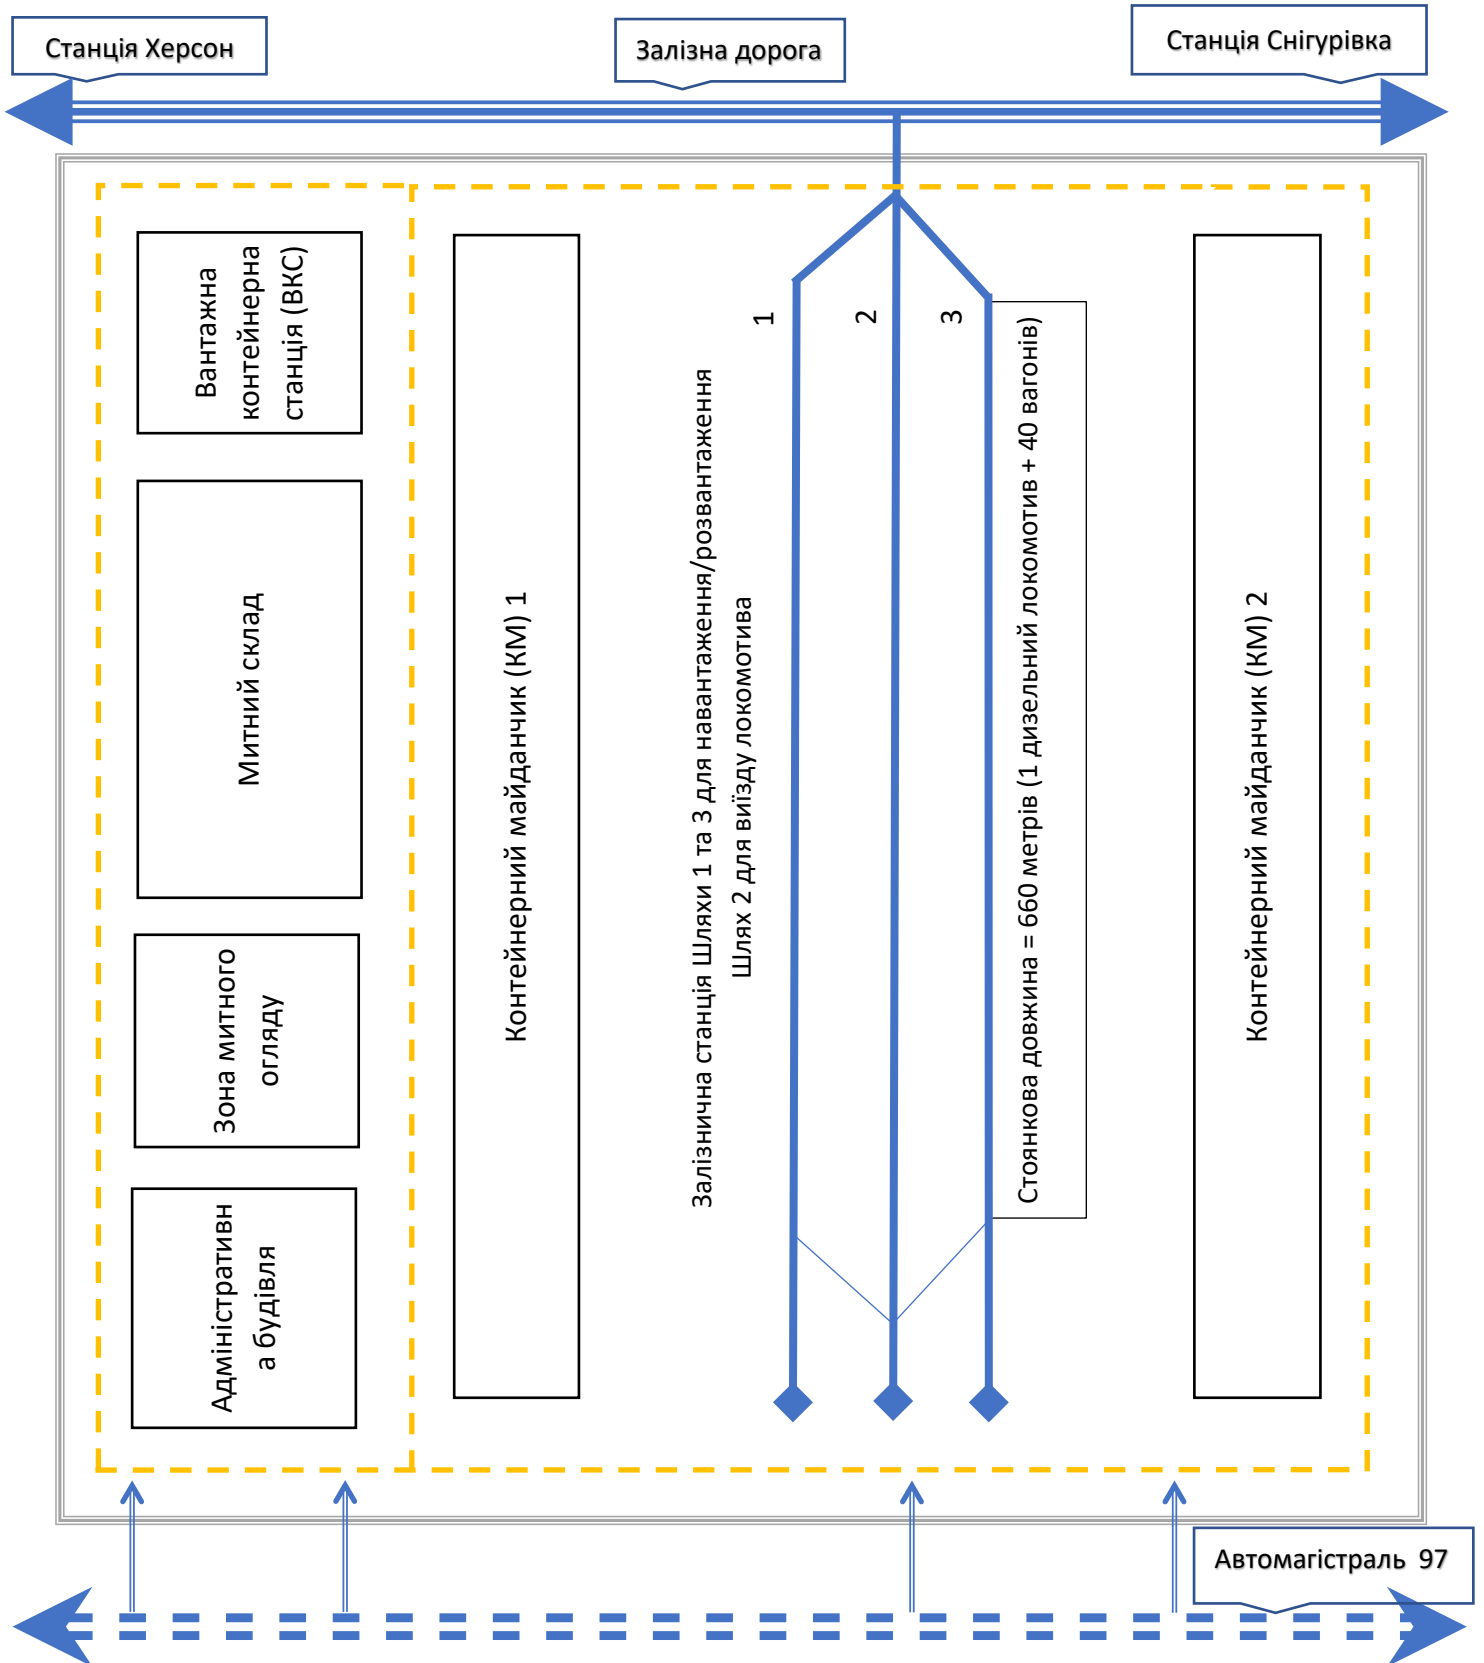 Станція Херсон
Залізна дорога
Станція Снігурівка
Вантажна
контейнерна
станція (ВКС)
Митний склад
Зона митного
огляду
Адміністративн
а будівля
Контейнерний майданчик (КМ) 1
Залізнична станція Шляхи 1 та 3 для навантаження/розвантаження
Шлях 2 для виїзду локомотива
1
2
3
Стоянкова довжина = 660 метрів (1 дизельний локомотив + 40 вагонів)
Контейнерний майданчик (КМ) 2
Автомагістраль 97